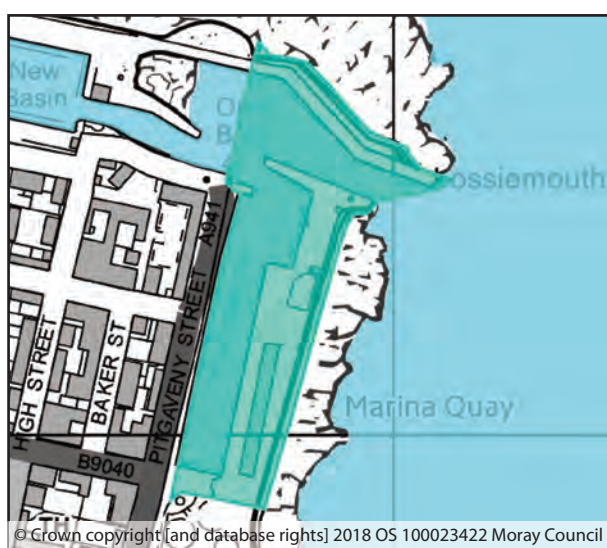 New
Basin
O
B
ossiemouth
A941
PITGAVENY STREET
HIGH STREET
BAKER ST
Marina Quay
B9040
TH
© Crown copyright [and database rights] 2018 OS 100023422 Moray Council